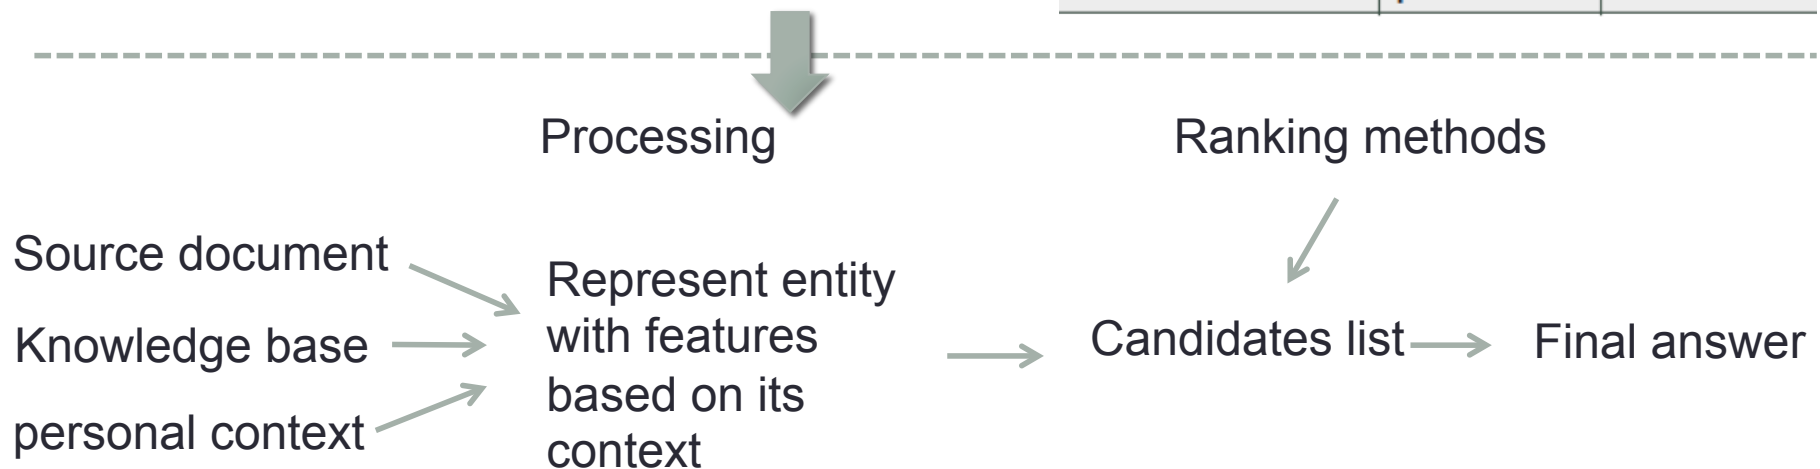 Processing
Ranking methods
Source document
Knowledge base
personal context
Represent entity
with features
based on its
context
Candidates list
Final answer